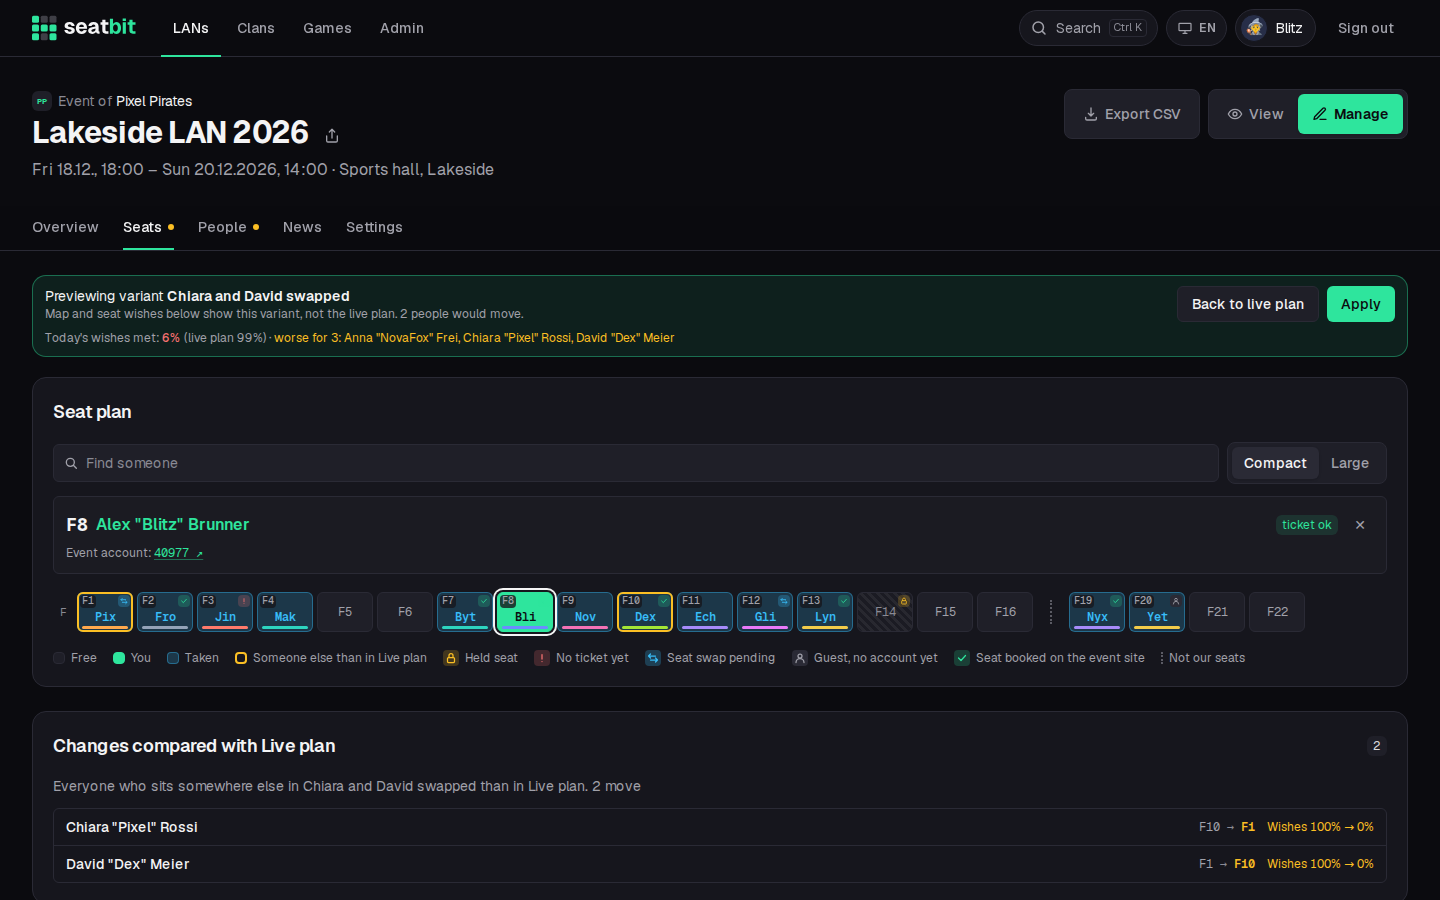 seatbit
LANs
Clans
Games
Admin
Search
Ctrl K
EN
Blitz
Sign out
PP
Event of Pixel Pirates
Lakeside LAN 2026
Fri 18.12., 18:00 – Sun 20.12.2026, 14:00 · Sports hall, Lakeside
Export CSV
View
Manage
Overview
Seats
People
News
Settings
Previewing variant Chiara and David swapped
Map and seat wishes below show this variant, not the live plan. 2 people would move.
Today's wishes met: 6% (live plan 99%) · worse for 3: Anna "NovaFox" Frei, Chiara "Pixel" Rossi, David "Dex" Meier
Back to live plan
Apply
Seat plan
Find someone
Compact
Large
F8 Alex "Blitz" Brunner
ticket ok
Event account: 40977 ↗
F
F1 Pix
F2 Fro
F3 Jin
F4 Mak
F5
F6
F7 Byt
F8 Bli
F9 Nov
F10 Dex
F11 Ech
F12 Gli
F13 Lyn
F14
F15
F16
F19 Nyx
F20 Yet
F21
F22
Free
You
Taken
Someone else than in Live plan
Held seat
No ticket yet
Seat swap pending
Guest, no account yet
Seat booked on the event site
Not our seats
Changes compared with Live plan
2
Everyone who sits somewhere else in Chiara and David swapped than in Live plan. 2 move
Chiara "Pixel" Rossi
F10 → F1 Wishes 100% → 0%
David "Dex" Meier
F1 → F10 Wishes 100% → 0%